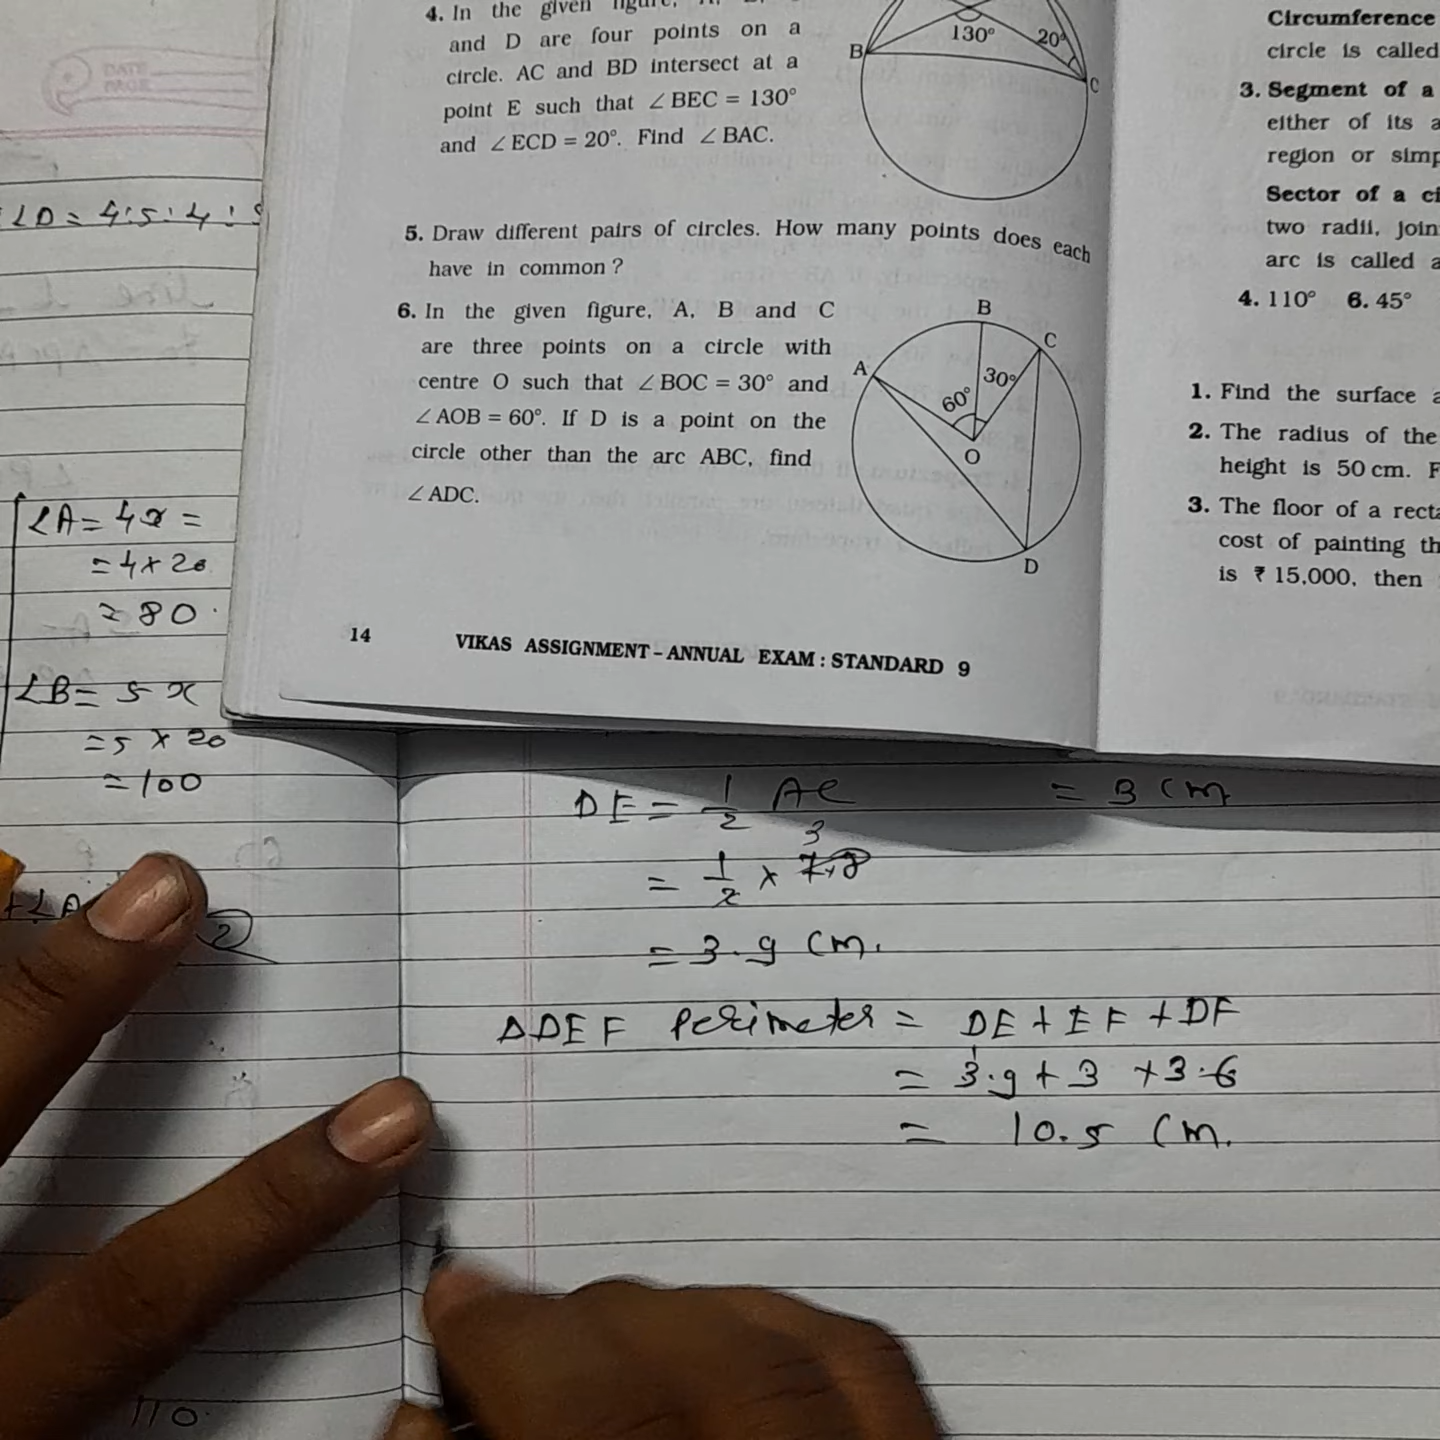 4. In the given figure,
and D are four points on a
circle. AC and BD intersect at a
point E such that ∠BEC = 130°
and ∠ECD = 20°. Find ∠BAC.
B
130°
20°
C
5. Draw different pairs of circles. How many points does each
have in common ?
6. In the given figure, A, B and C
are three points on a circle with
centre O such that ∠BOC = 30° and
∠AOB = 60°. If D is a point on the
circle other than the arc ABC, find
∠ADC.
B
C
A
30°
60°
O
D
14
VIKAS ASSIGNMENT – ANNUAL EXAM : STANDARD 9
Circumference
circle is called
3. Segment of a
either of its
region or
Sector of a
two radii,
arc is called
4. 110° 6. 45°
1. Find the surface
2. The radius of the
height is 50 cm.
3. The floor of a
cost of painting
is ₹ 15,000, then
DATE
PAGE
∠D = 4:5:4:
∠A = 4x =
= 4 × 20
= 80
∠B = 5x
= 5 × 20
= 100
+∠A
2
110
DE = 1/2 AC
= 3 cm
3
= 1/2 × 7.8
= 3.9 cm.
ΔDEF perimeter = DE + EF + DF
= 3.9 + 3 + 3.6
= 10.5 cm.